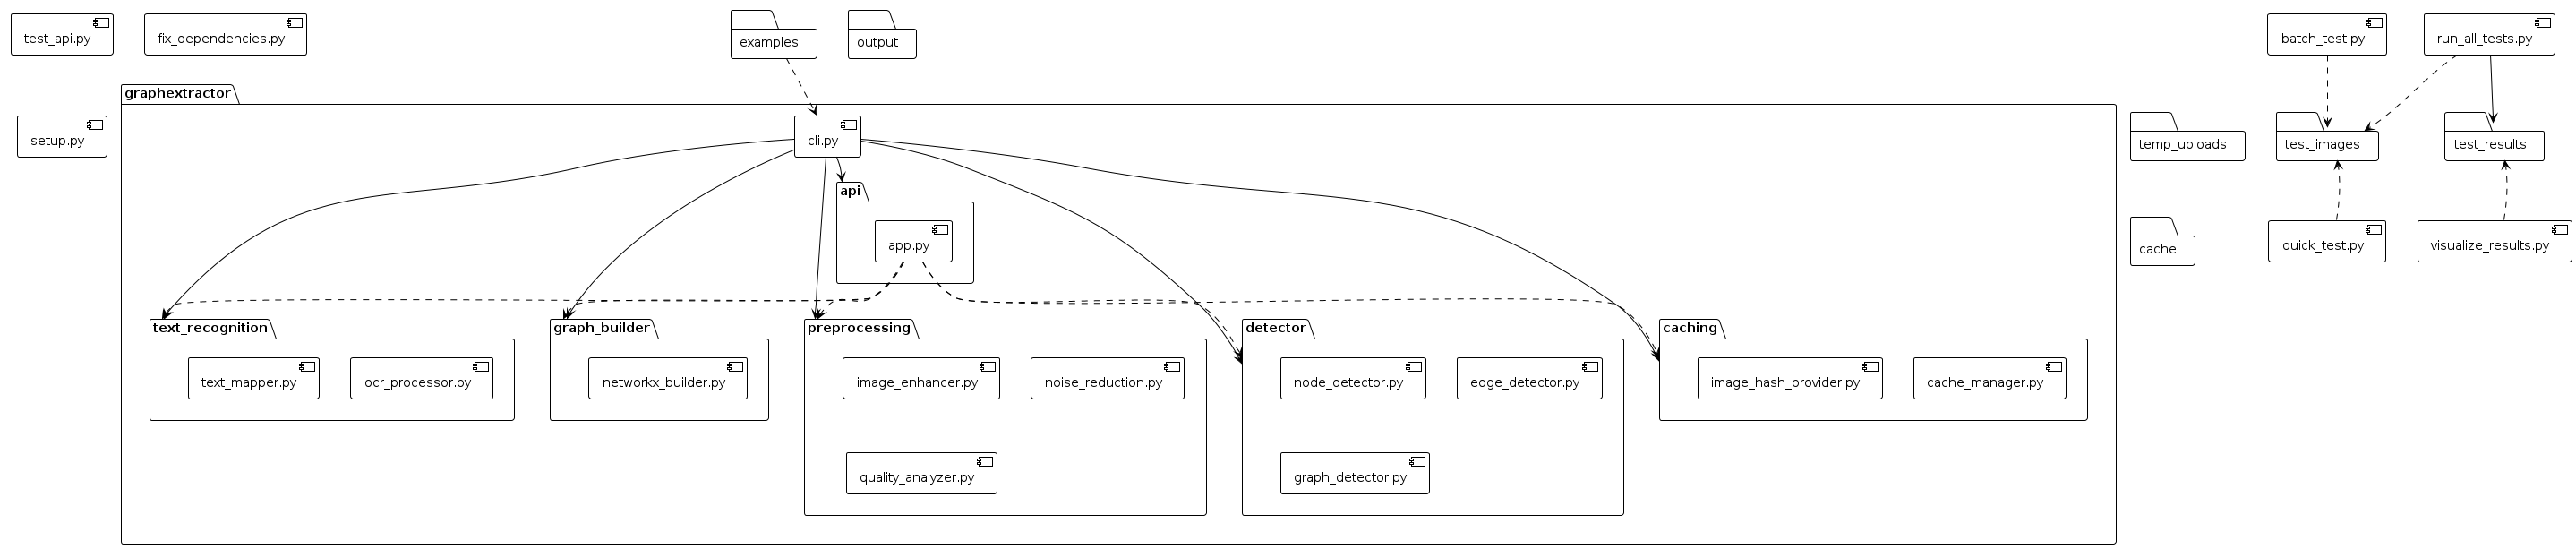 test_api.py
fix_dependencies.py
examples
output
batch_test.py
run_all_tests.py
graphextractor
setup.py
cli.py
temp_uploads
test_images
test_results
api
app.py
cache
quick_test.py
visualize_results.py
text_recognition
graph_builder
preprocessing
detector
caching
text_mapper.py
ocr_processor.py
networkx_builder.py
image_enhancer.py
noise_reduction.py
node_detector.py
edge_detector.py
image_hash_provider.py
cache_manager.py
quality_analyzer.py
graph_detector.py